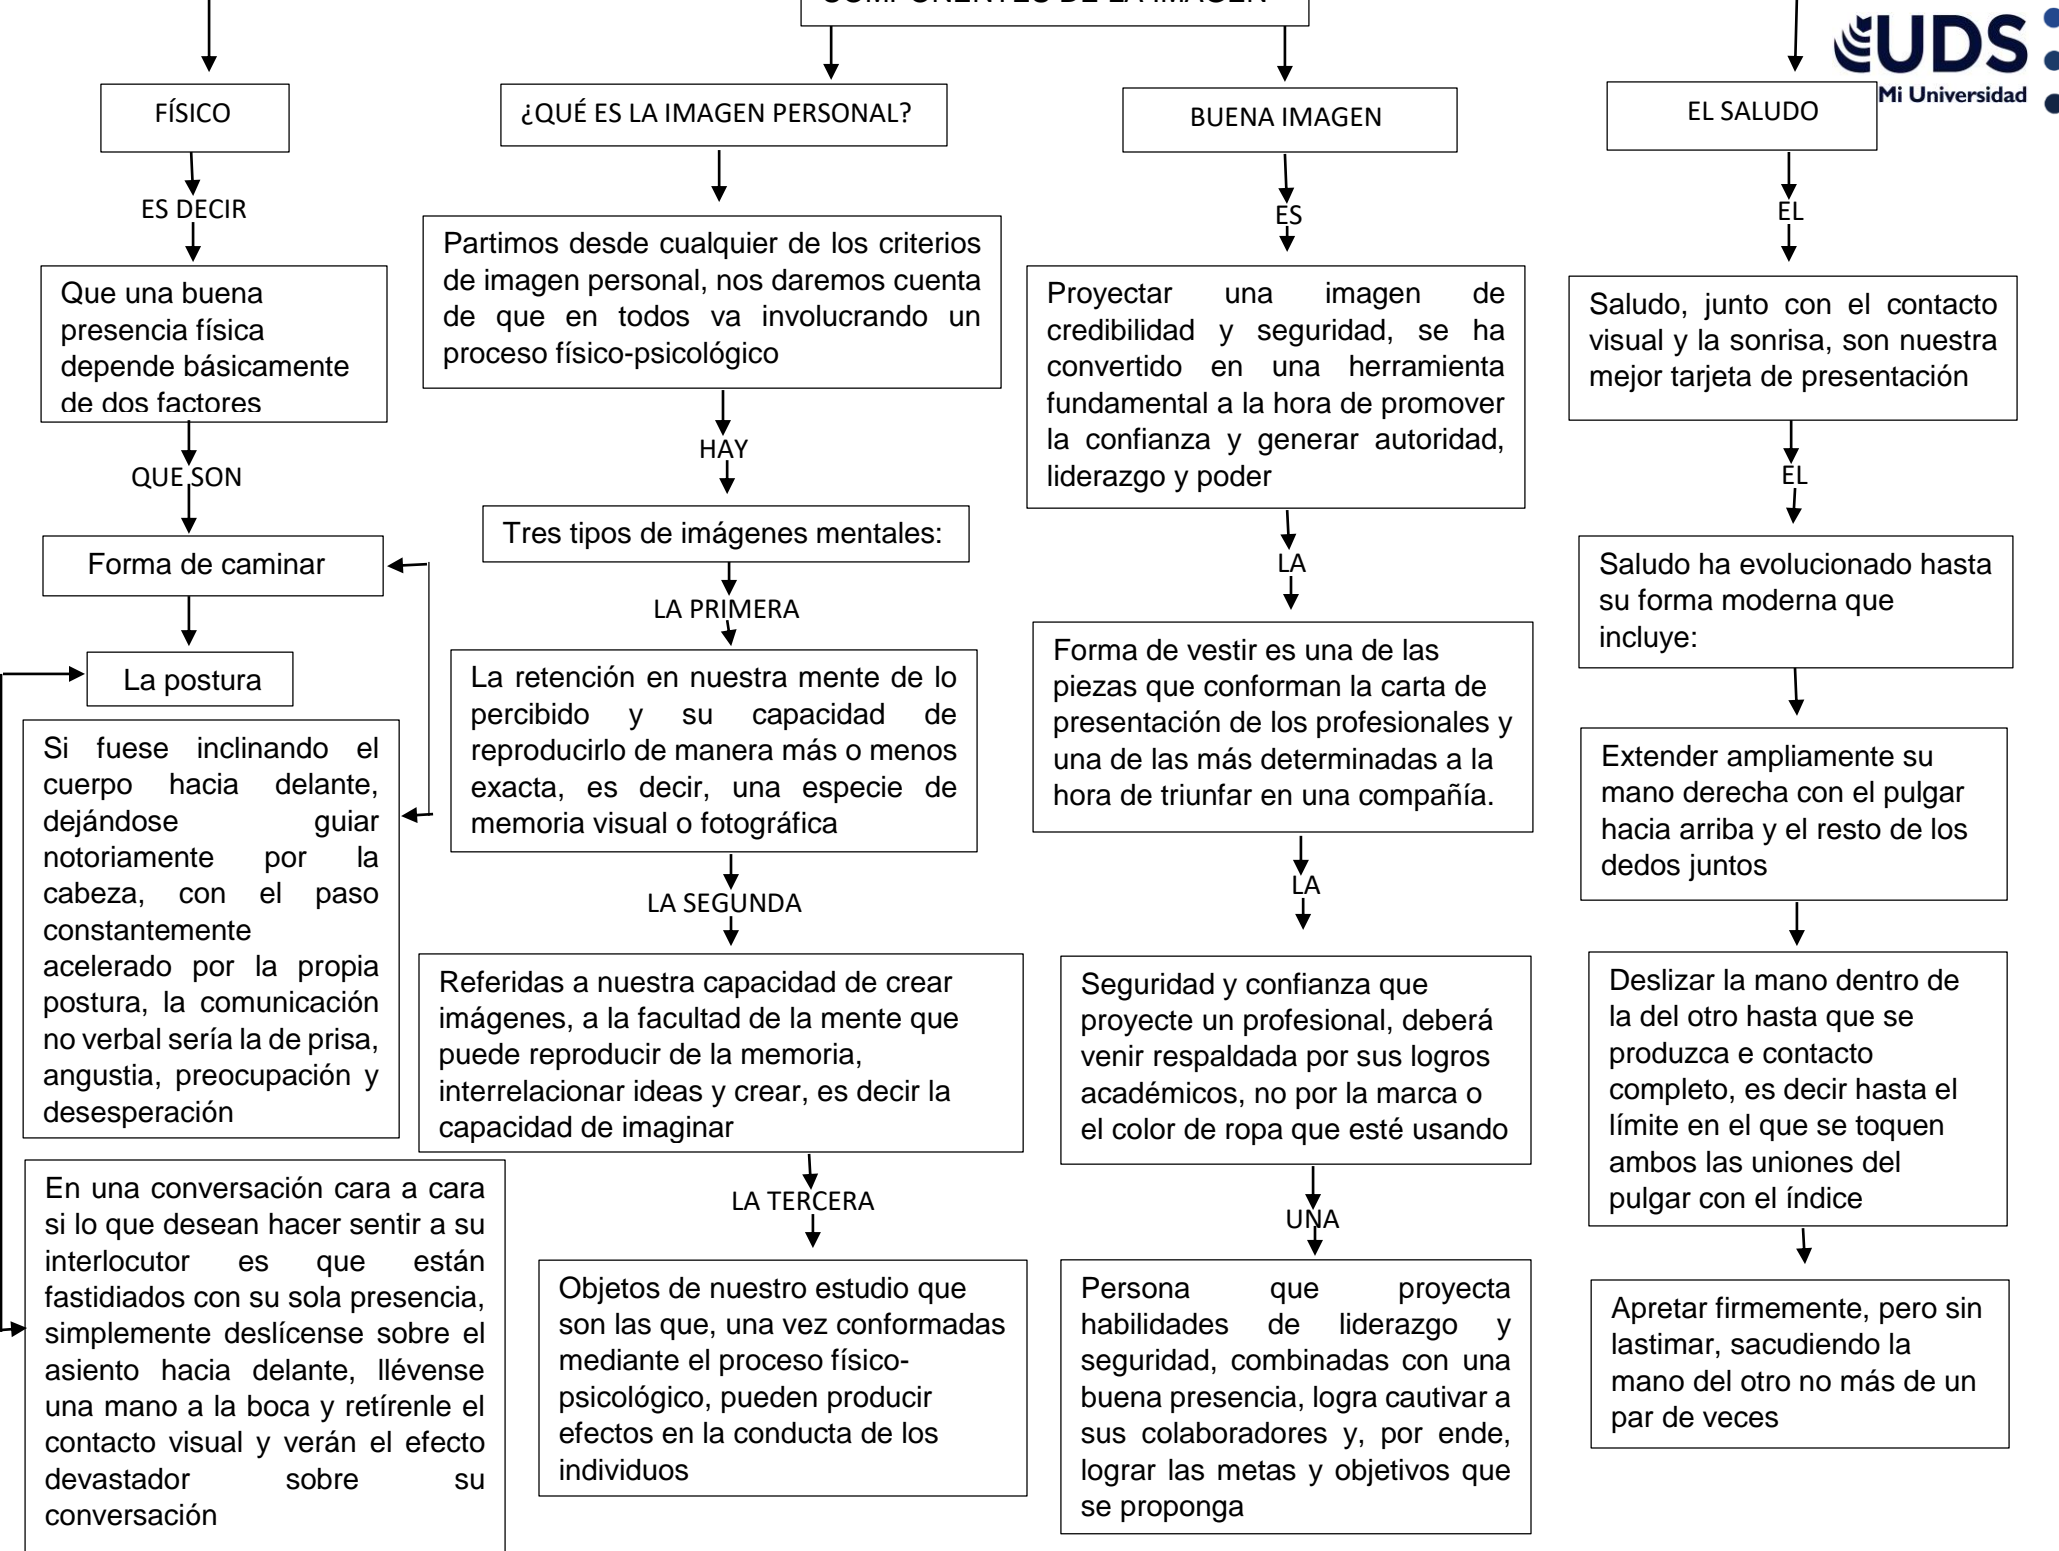 COMPONENTES DE LA IMAGEN
UDS
Mi Universidad
FÍSICO
ES DECIR
Que una buena
presencia física
depende básicamente
de dos factores
QUE SON
Forma de caminar
La postura
Si fuese inclinando el
cuerpo hacia delante,
dejándose guiar
notoriamente por la
cabeza, con el paso
constantemente
acelerado por la propia
postura, la comunicación
no verbal sería la de prisa,
angustia, preocupación y
desesperación
En una conversación cara a cara
si lo que desean hacer sentir a su
interlocutor es que están
fastidiados con su sola presencia,
simplemente deslícense sobre el
asiento hacia delante, llévense
una mano a la boca y retírenle el
contacto visual y verán el efecto
devastador sobre su
conversación
¿QUÉ ES LA IMAGEN PERSONAL?
Partimos desde cualquier de los criterios
de imagen personal, nos daremos cuenta
de que en todos va involucrando un
proceso físico-psicológico
HAY
Tres tipos de imágenes mentales:
LA PRIMERA
La retención en nuestra mente de lo
percibido y su capacidad de
reproducirlo de manera más o menos
exacta, es decir, una especie de
memoria visual o fotográfica
LA SEGUNDA
Referidas a nuestra capacidad de crear
imágenes, a la facultad de la mente que
puede reproducir de la memoria,
interrelacionar ideas y crear, es decir la
capacidad de imaginar
LA TERCERA
Objetos de nuestro estudio que
son las que, una vez conformadas
mediante el proceso físico-
psicológico, pueden producir
efectos en la conducta de los
individuos
BUENA IMAGEN
ES
Proyectar una imagen de
credibilidad y seguridad, se ha
convertido en una herramienta
fundamental a la hora de promover
la confianza y generar autoridad,
liderazgo y poder
LA
Forma de vestir es una de las
piezas que conforman la carta de
presentación de los profesionales y
una de las más determinadas a la
hora de triunfar en una compañía.
LA
Seguridad y confianza que
proyecte un profesional, deberá
venir respaldada por sus logros
académicos, no por la marca o
el color de ropa que esté usando
UNA
Persona que proyecta
habilidades de liderazgo y
seguridad, combinadas con una
buena presencia, logra cautivar a
sus colaboradores y, por ende,
lograr las metas y objetivos que
se proponga
EL SALUDO
EL
Saludo, junto con el contacto
visual y la sonrisa, son nuestra
mejor tarjeta de presentación
EL
Saludo ha evolucionado hasta
su forma moderna que
incluye:
Extender ampliamente su
mano derecha con el pulgar
hacia arriba y el resto de los
dedos juntos
Deslizar la mano dentro de
la del otro hasta que se
produzca e contacto
completo, es decir hasta el
límite en el que se toquen
ambos las uniones del
pulgar con el índice
Apretar firmemente, pero sin
lastimar, sacudiendo la
mano del otro no más de un
par de veces